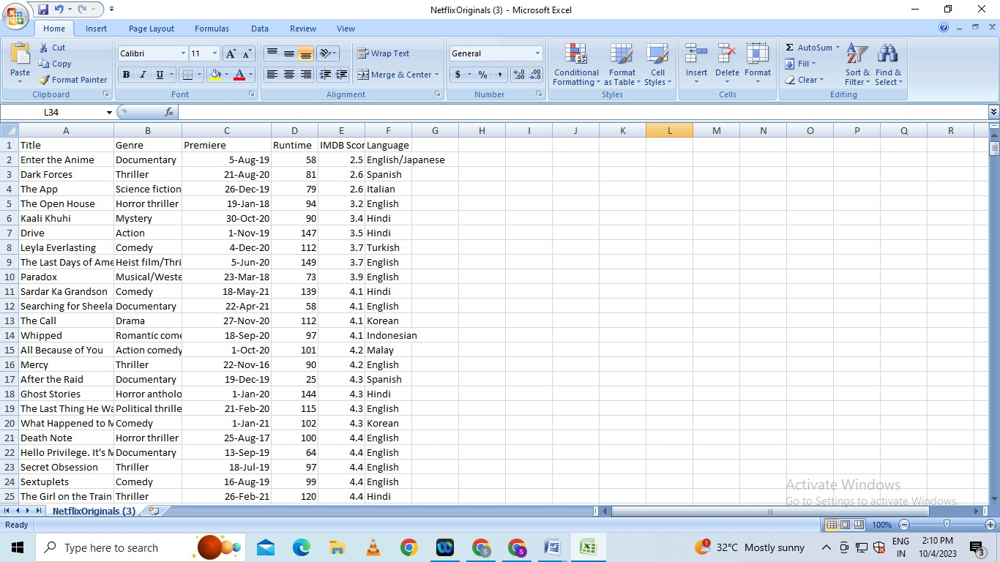 NetflixOriginals (3) - Microsoft Excel
Home Insert Page Layout Formulas Data Review View
Paste
Cut
Copy
Format Painter
Clipboard
Calibri 11
B I U
Font
Wrap Text
Merge & Center
Alignment
General
$ % ,
Number
Conditional Formatting
Format as Table
Cell Styles
Styles
Insert Delete Format
Cells
Σ AutoSum
Fill
Clear
Sort & Filter
Find & Select
Editing
L34 fx
A B C D E F G H I J K L M N O P Q R
1 Title Genre Premiere Runtime IMDB Scor Language
2 Enter the Anime Documentary 5-Aug-19 58 2.5 English/Japanese
3 Dark Forces Thriller 21-Aug-20 81 2.6 Spanish
4 The App Science fiction 26-Dec-19 79 2.6 Italian
5 The Open House Horror thriller 19-Jan-18 94 3.2 English
6 Kaali Khuhi Mystery 30-Oct-20 90 3.4 Hindi
7 Drive Action 1-Nov-19 147 3.5 Hindi
8 Leyla Everlasting Comedy 4-Dec-20 112 3.7 Turkish
9 The Last Days of Ame Heist film/Thri 5-Jun-20 149 3.7 English
10 Paradox Musical/Weste 23-Mar-18 73 3.9 English
11 Sardar Ka Grandson Comedy 18-May-21 139 4.1 Hindi
12 Searching for Sheela Documentary 22-Apr-21 58 4.1 English
13 The Call Drama 27-Nov-20 112 4.1 Korean
14 Whipped Romantic come 18-Sep-20 97 4.1 Indonesian
15 All Because of You Action comedy 1-Oct-20 101 4.2 Malay
16 Mercy Thriller 22-Nov-16 90 4.2 English
17 After the Raid Documentary 19-Dec-19 25 4.3 Spanish
18 Ghost Stories Horror antholo 1-Jan-20 144 4.3 Hindi
19 The Last Thing He Wa Political thrille 21-Feb-20 115 4.3 English
20 What Happened to M Comedy 1-Jan-21 102 4.3 Korean
21 Death Note Horror thriller 25-Aug-17 100 4.4 English
22 Hello Privilege. It's M Documentary 13-Sep-19 64 4.4 English
23 Secret Obsession Thriller 18-Jul-19 97 4.4 English
24 Sextuplets Comedy 16-Aug-19 99 4.4 English
25 The Girl on the Train Thriller 26-Feb-21 120 4.4 Hindi
Activate Windows
Go to Settings to activate Windows.
NetflixOriginals (3)
Ready 100%
Type here to search
32°C Mostly sunny
ENG IN
2:10 PM
10/4/2023
3